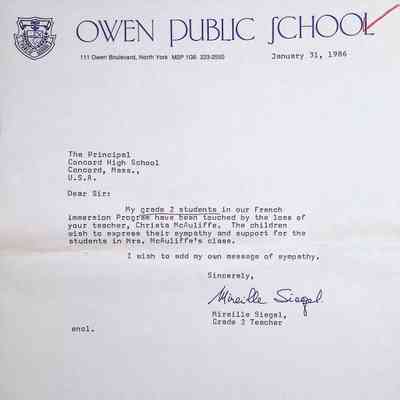 OWEN PUBLIC SCHOOL
111 Owen Boulevard, North York M2P 1G6 223-2550
January 31, 1986
The Principal
Concord High School
Concord, Mass.,
U.S.A.
Dear Sir:
My grade 2 students in our French
immersion Program have been touched by the loss of
your teacher, Christa McAuliffe. The children
wish to express their sympathy and support for the
students in Mrs. McAuliffe's class.
I wish to add my own message of sympathy.
Sincerely,
Mireille Siegel
Mireille Siegel,
Grade 2 Teacher
encl.